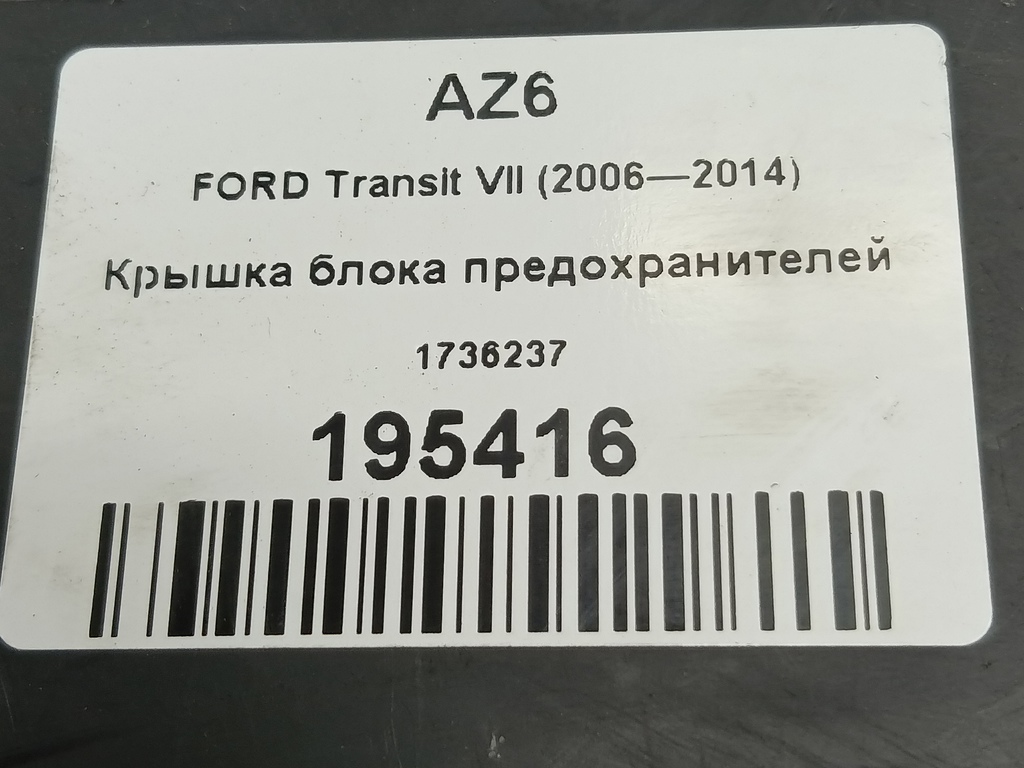 AZ6
FORD Transit VII (2006—2014)
Крышка блока предохранителей
1736237
195416